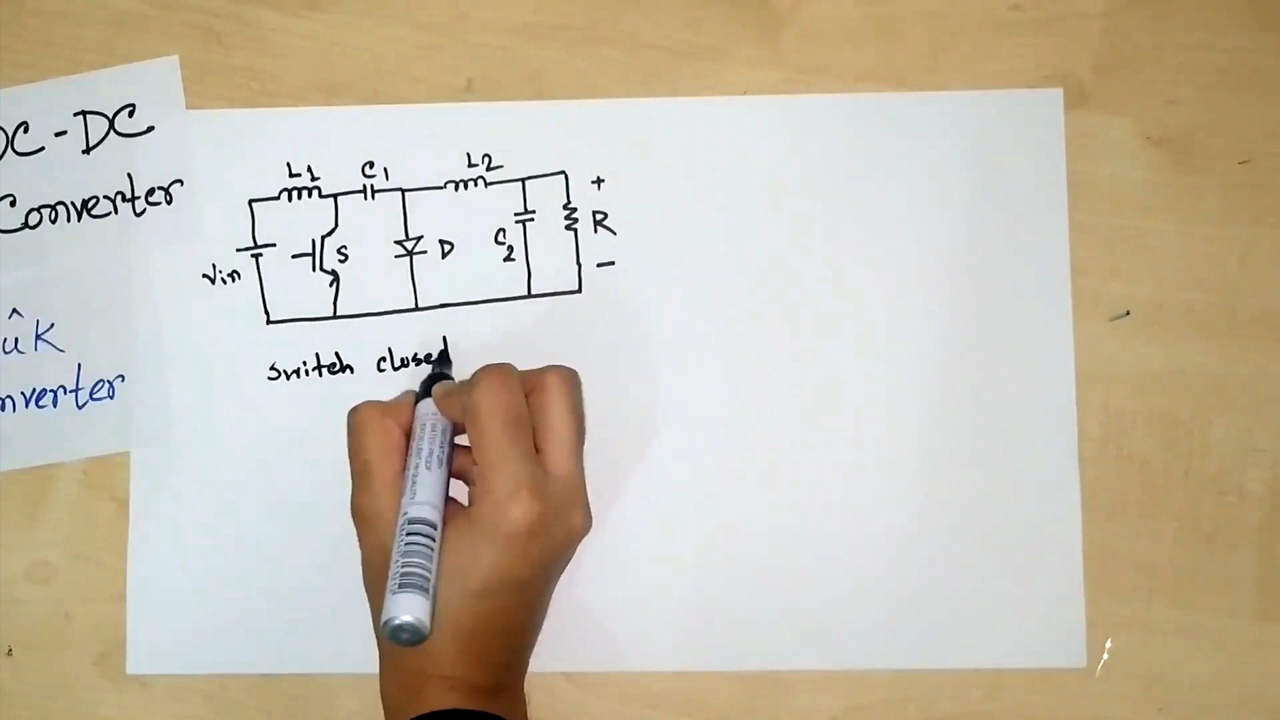 DC-DC
Converter
ûK
nverter
L1
C1
L2
+
Vin
S
D
C2
R
-
switch closed